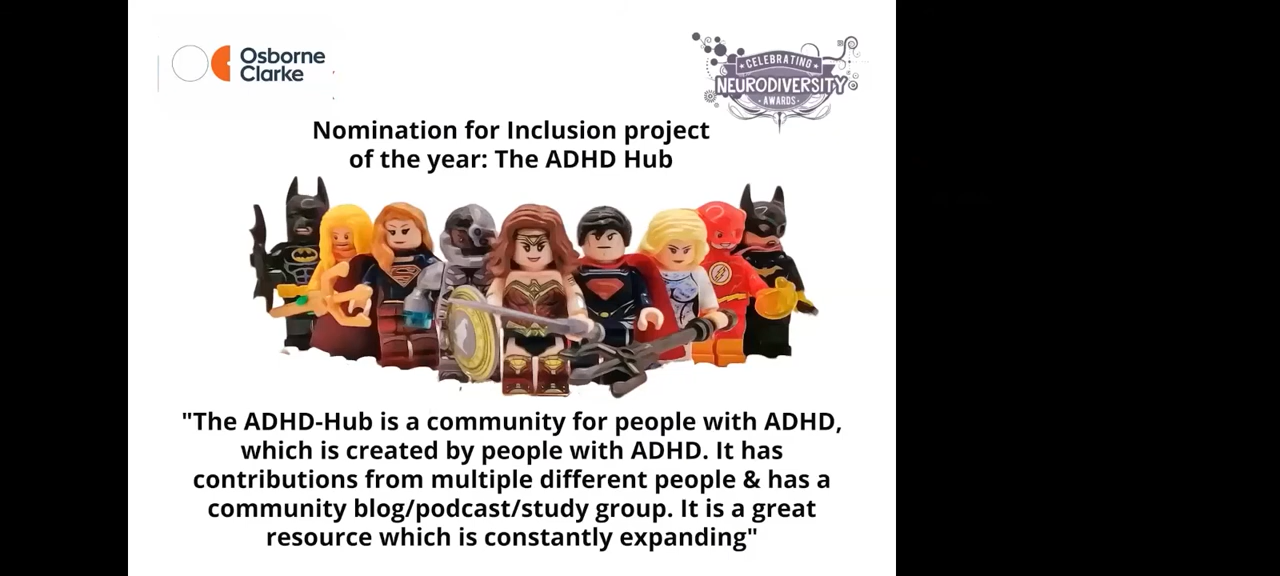 Osborne
Clarke
CELEBRATING
NEURODIVERSITY
AWARDS
Nomination for Inclusion project
of the year: The ADHD Hub
"The ADHD-Hub is a community for people with ADHD,
which is created by people with ADHD. It has
contributions from multiple different people & has a
community blog/podcast/study group. It is a great
resource which is constantly expanding"